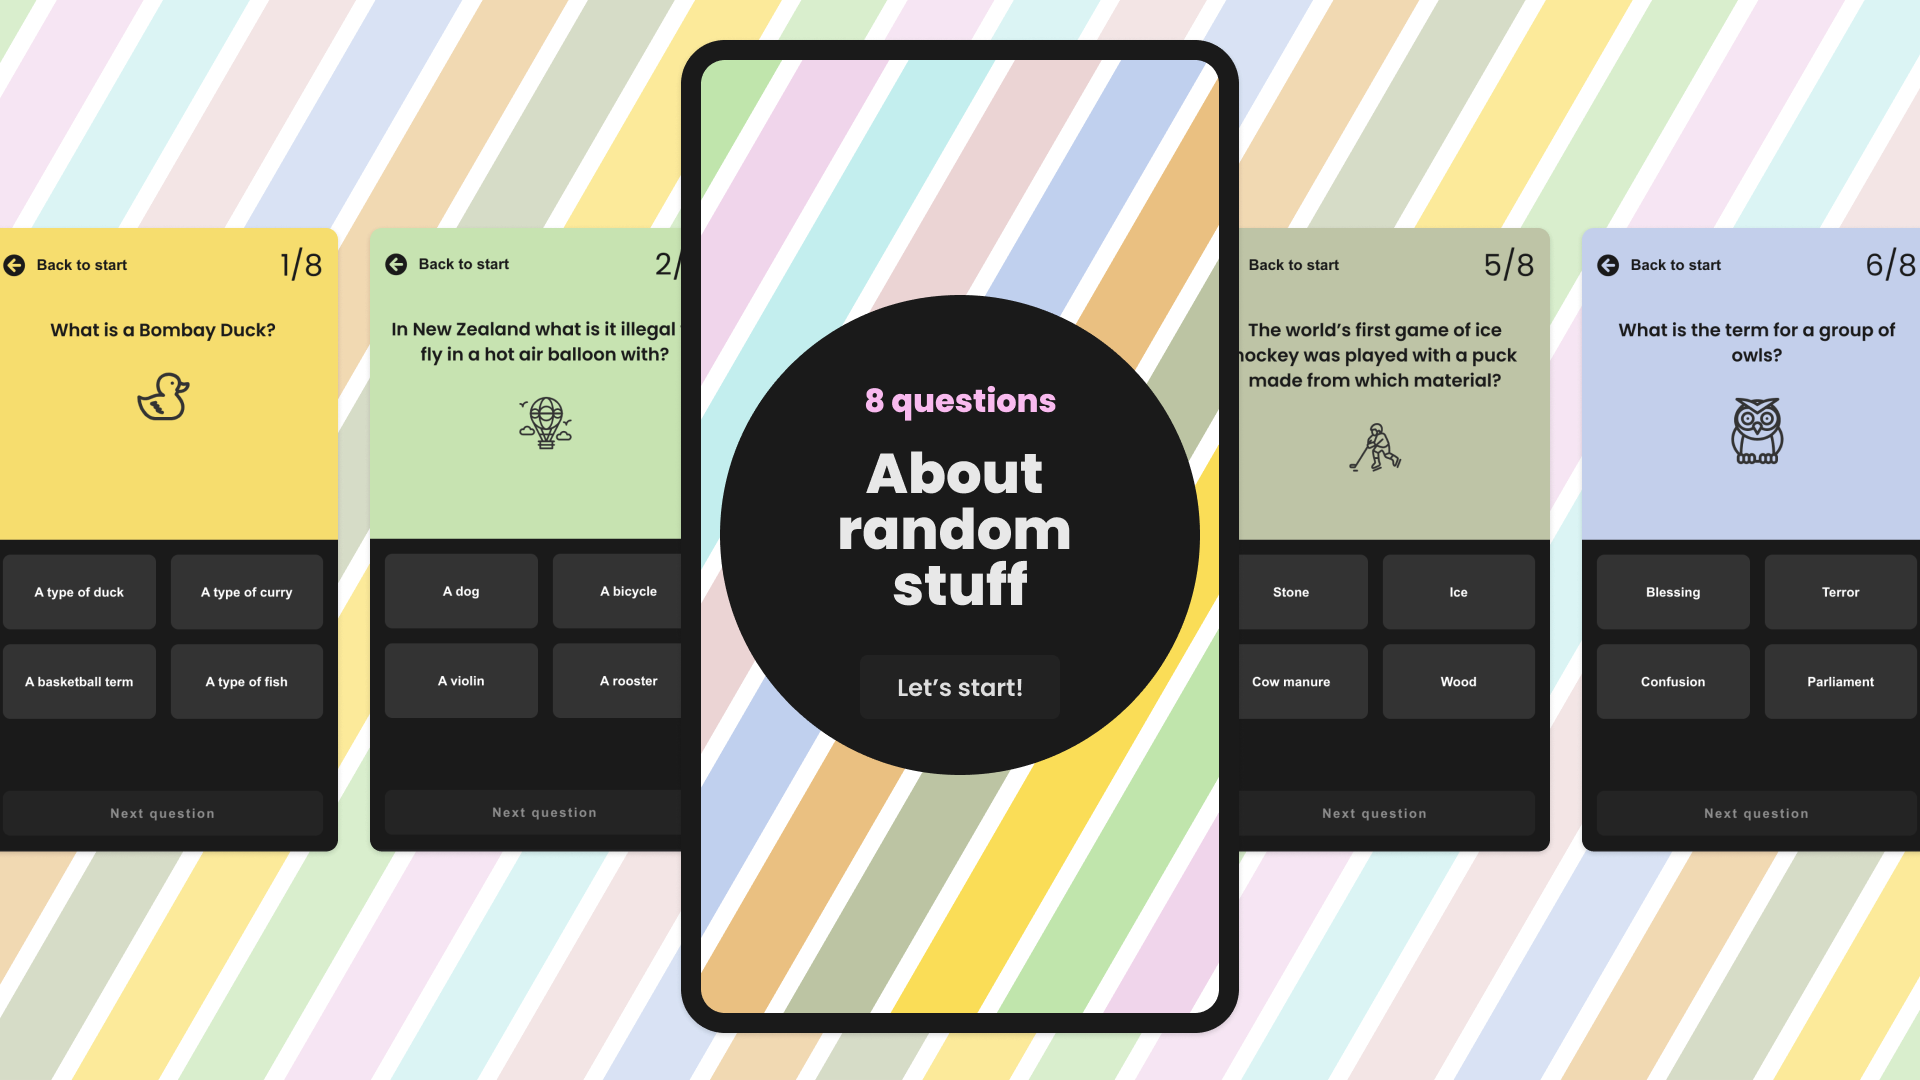 Back to start
1/8
What is a Bombay Duck?
A type of duck
A type of curry
A basketball term
A type of fish
Next question
Back to start
2/
In New Zealand what is it illegal
fly in a hot air balloon with?
A dog
A bicycle
A violin
A rooster
Next question
8 questions
About
random
stuff
Let’s start!
Back to start
5/8
The world’s first game of ice
hockey was played with a puck
made from which material?
Stone
Ice
Cow manure
Wood
Next question
Back to start
6/8
What is the term for a group of
owls?
Blessing
Terror
Confusion
Parliament
Next question